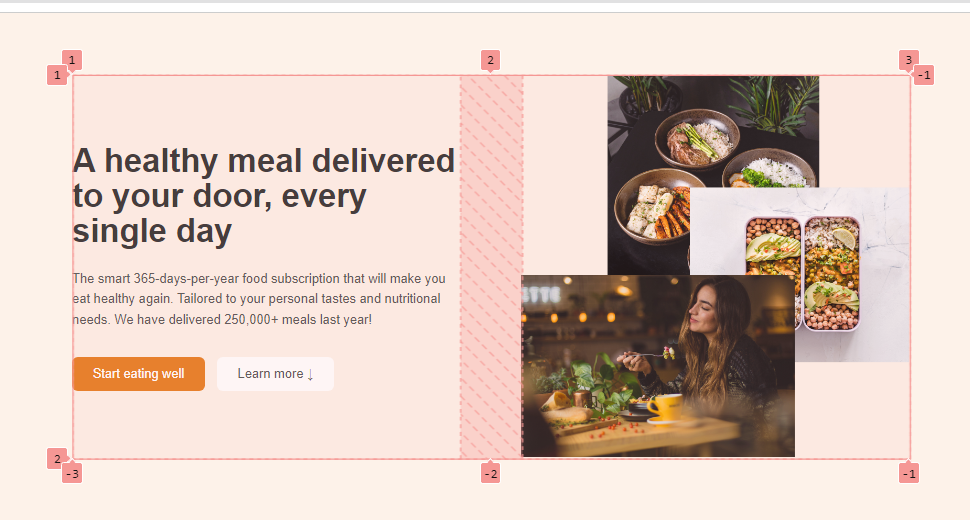 1
2
3
1
-1
A healthy meal delivered
to your door, every
single day
The smart 365-days-per-year food subscription that will make you
eat healthy again. Tailored to your personal tastes and nutritional
needs. We have delivered 250,000+ meals last year!
Start eating well
Learn more ↓
2
-3
-2
-1